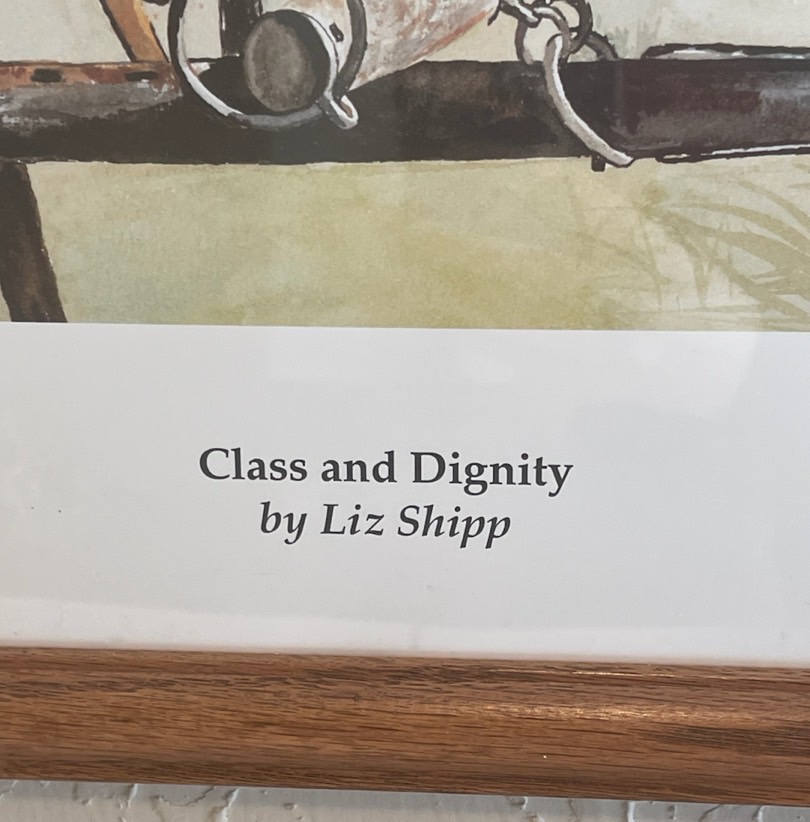 Class and Dignity
by Liz Shipp